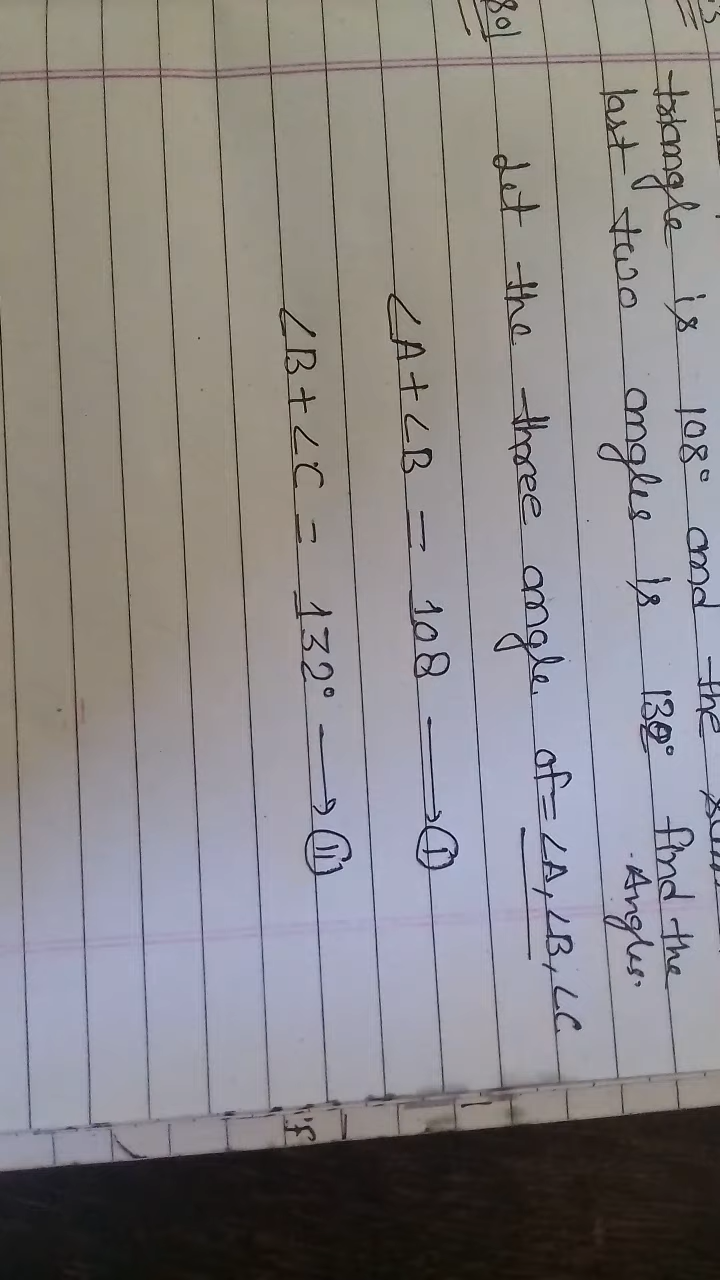 triangle is 108° and the sum
last two angles is 132° find the
Angles.
Sol Let the three angle of = ∠A, ∠B, ∠C
∠A + ∠B = 108 → (i)
∠B + ∠C = 132° → (ii)